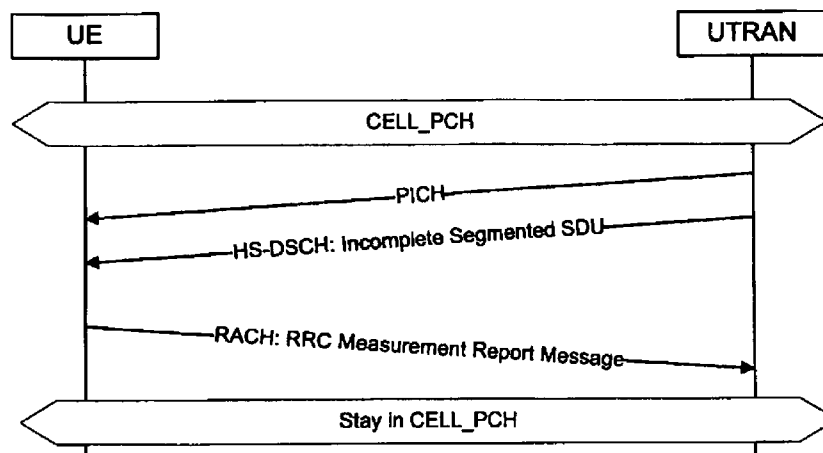 UE
UTRAN
CELL_PCH
PICH
HS-DSCH: Incomplete Segmented SDU
RACH: RRC Measurement Report Message
Stay in CELL_PCH